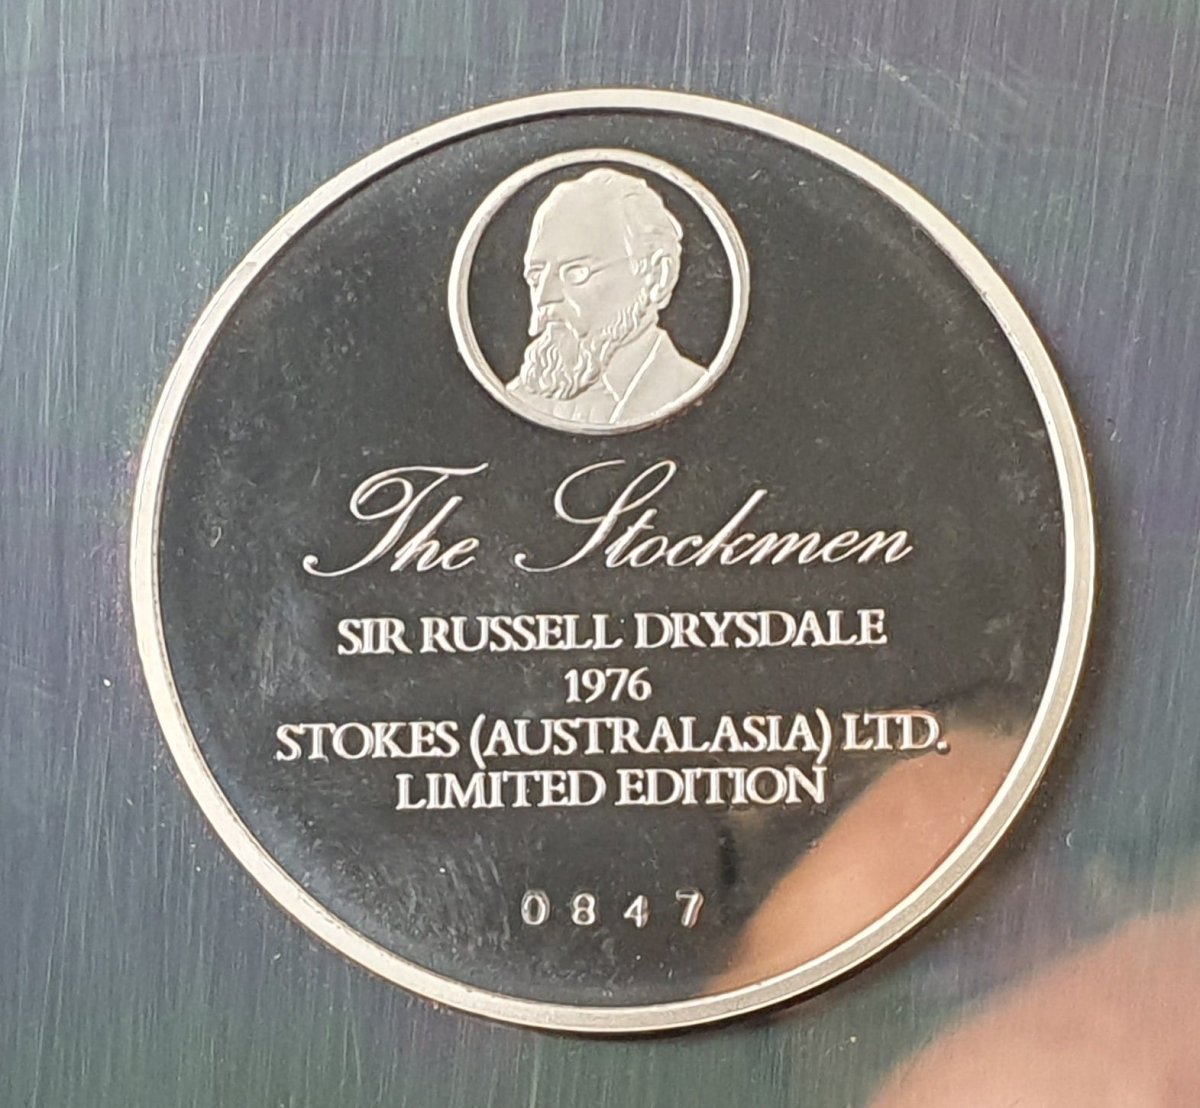 The Stockmen
SIR RUSSELL DRYSDALE
1976
STOKES (AUSTRALASIA) LTD.
LIMITED EDITION
0847